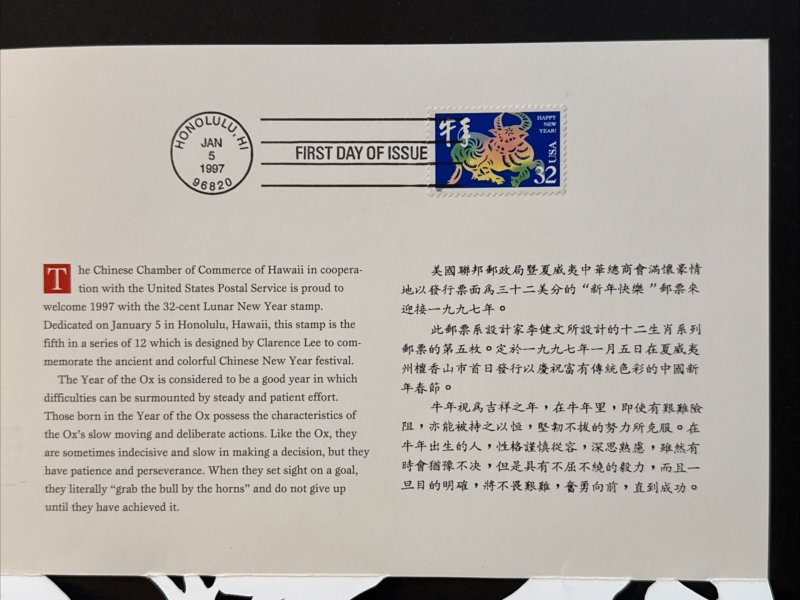 HONOLULU, HI
JAN
5
1997
96820
FIRST DAY OF ISSUE
牛年
HAPPY
NEW
YEAR!
USA
32
The Chinese Chamber of Commerce of Hawaii in coopera-
tion with the United States Postal Service is proud to
welcome 1997 with the 32-cent Lunar New Year stamp.
Dedicated on January 5 in Honolulu, Hawaii, this stamp is the
fifth in a series of 12 which is designed by Clarence Lee to com-
memorate the ancient and colorful Chinese New Year festival.
The Year of the Ox is considered to be a good year in which
difficulties can be surmounted by steady and patient effort.
Those born in the Year of the Ox possess the characteristics of
the Ox's slow moving and deliberate actions. Like the Ox, they
are sometimes indecisive and slow in making a decision, but they
have patience and perseverance. When they set sight on a goal,
they literally “grab the bull by the horns” and do not give up
until they have achieved it.
美國聯邦郵政局暨夏威夷中華總商會滿懷豪情
地以發行票面爲三十二美分的“新年快樂”郵票來
迎接一九九七年。
此郵票系設計家李健文所設計的十二生肖系列
郵票的第五枚。定於一九九七年一月五日在夏威夷
州檀香山市首日發行以慶祝富有傳統色彩的中國新
年春節。
牛年視爲吉祥之年，在牛年里，即使有艱難險
阻，亦能被持之以恒，堅韌不拔的努力所克服。在
牛年出生的人，性格謹慎從容，深思熟慮，雖然有
時會猶豫不决，但是具有不屈不繞的毅力，而且一
旦目的明確，將不畏艱難，奮勇向前，直到成功。